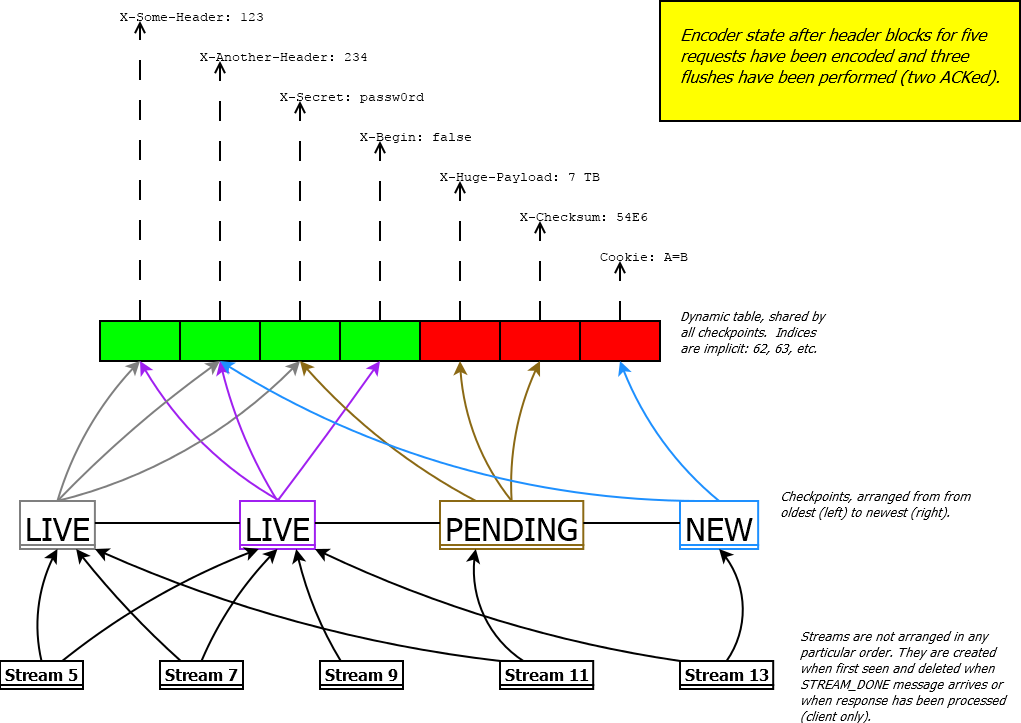 X-Some-Header: 123
Encoder state after header blocks for five
requests have been encoded and three
flushes have been performed (two ACKed).
X-Another-Header: 234
X-Secret: passw0rd
X-Begin: false
X-Huge-Payload: 7 TB
X-Checksum: 54E6
Cookie: A=B
Dynamic table, shared by
all checkpoints. Indices
are implicit: 62, 63, etc.
Checkpoints, arranged from from
oldest (left) to newest (right).
LIVE
LIVE
PENDING
NEW
Streams are not arranged in any
particular order. They are created
when first seen and deleted when
STREAM_DONE message arrives or
when response has been processed
(client only).
Stream 5
Stream 7
Stream 9
Stream 11
Stream 13